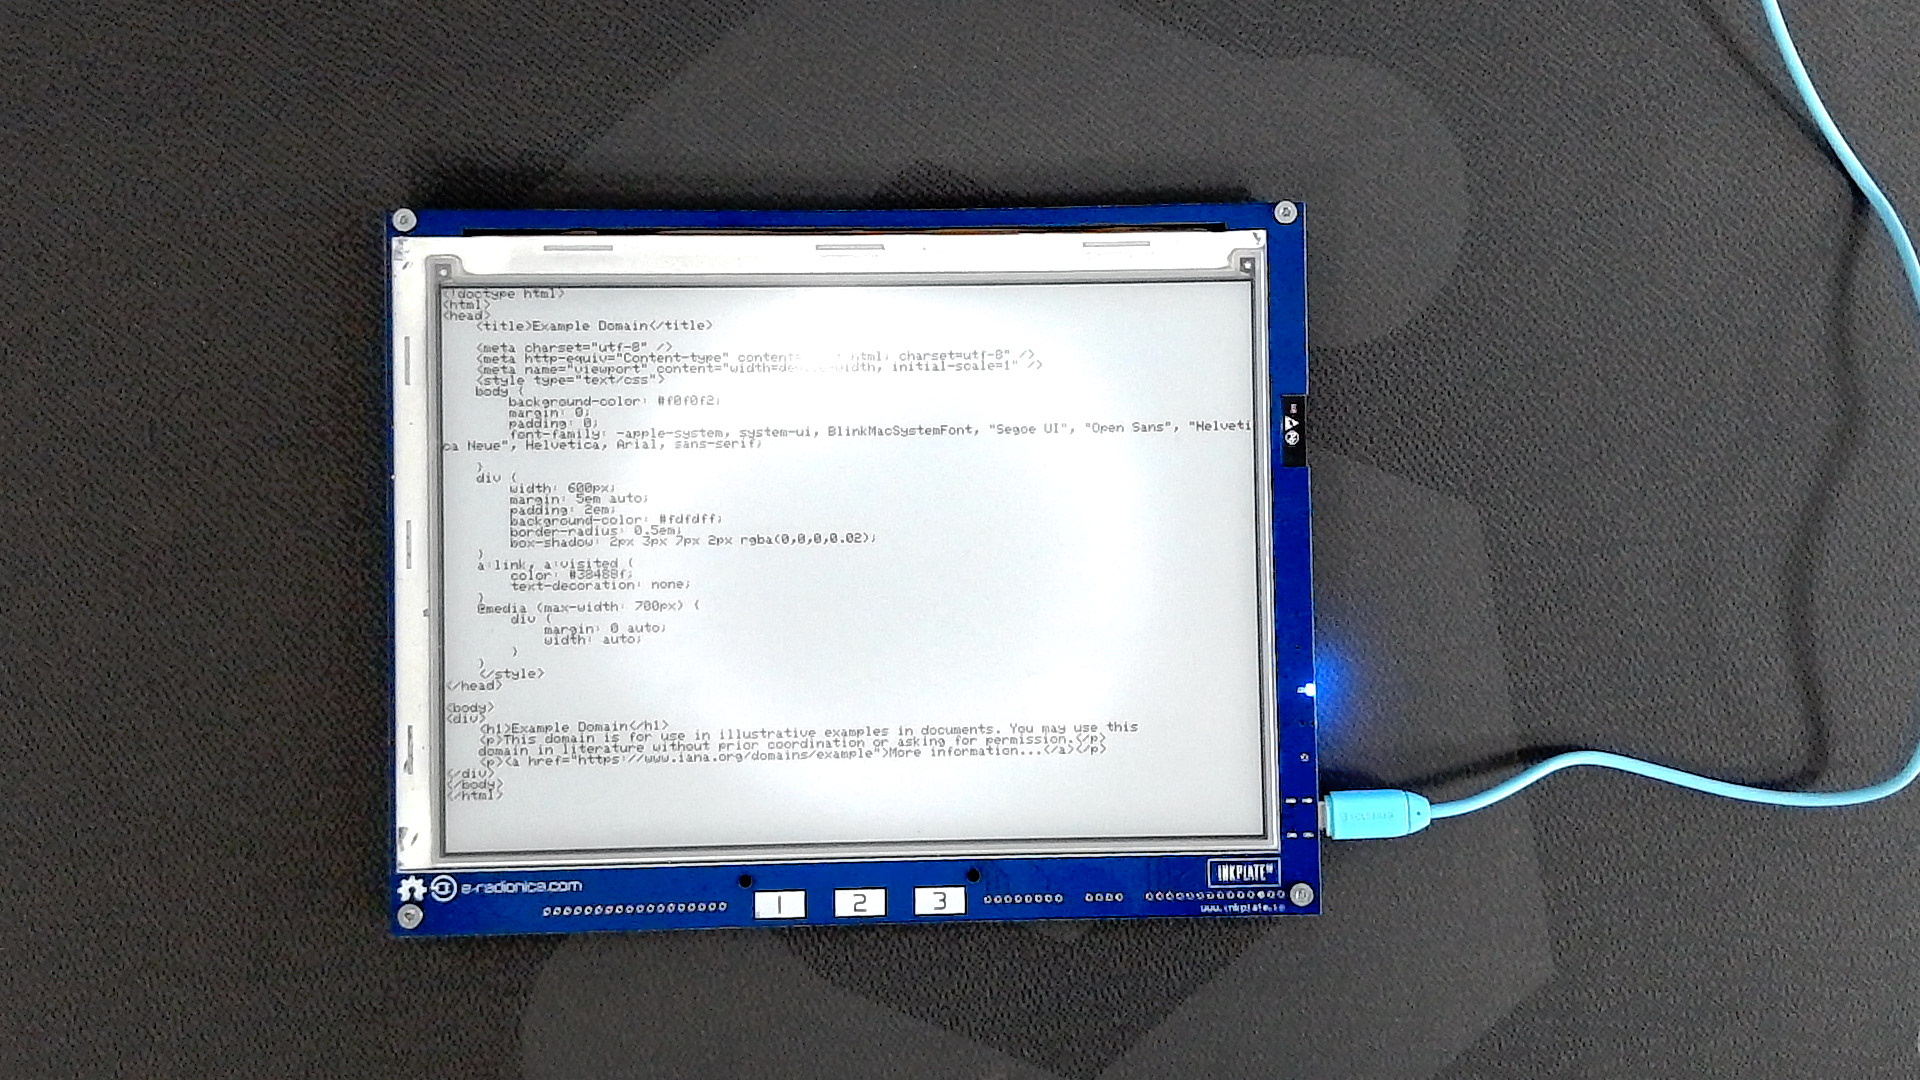 <!doctype html>
<html>
<head>
<title>Example Domain</title>
<meta charset="utf-8" />
<meta http-equiv="Content-type" content= html; charset=utf-8" />
<meta name="viewport" content="width=de width, initial-scale=1" />
<style type="text/css">
body {
background-color: #f0f0f2;
margin: 0;
padding: 0;
font-family: -apple-system, system-ui, BlinkMacSystemFont, "Segoe UI", "Open Sans", "Helveti
ca Neue", Helvetica, Arial, sans-serif;
}
div {
width: 600px;
margin: 5em auto;
padding: 2em;
background-color: #fdfdff;
border-radius: 0.5em;
box-shadow: 2px 3px 7px 2px rgba(0,0,0,0.02);
}
a:link, a:visited {
color: #38488f;
text-decoration: none;
}
@media (max-width: 700px) {
div {
margin: 0 auto;
width: auto;
}
}
</style>
</head>
<body>
<div>
<h1>Example Domain</h1>
<p>This domain is for use in illustrative examples in documents. You may use this
domain in literature without prior coordination or asking for permission.</p>
<p><a href="https://www.iana.org/domains/example">More information...</a></p>
</div>
</body>
</html>
e-radionica.com
1 2 3
INKPLATE
www.inkplate.io